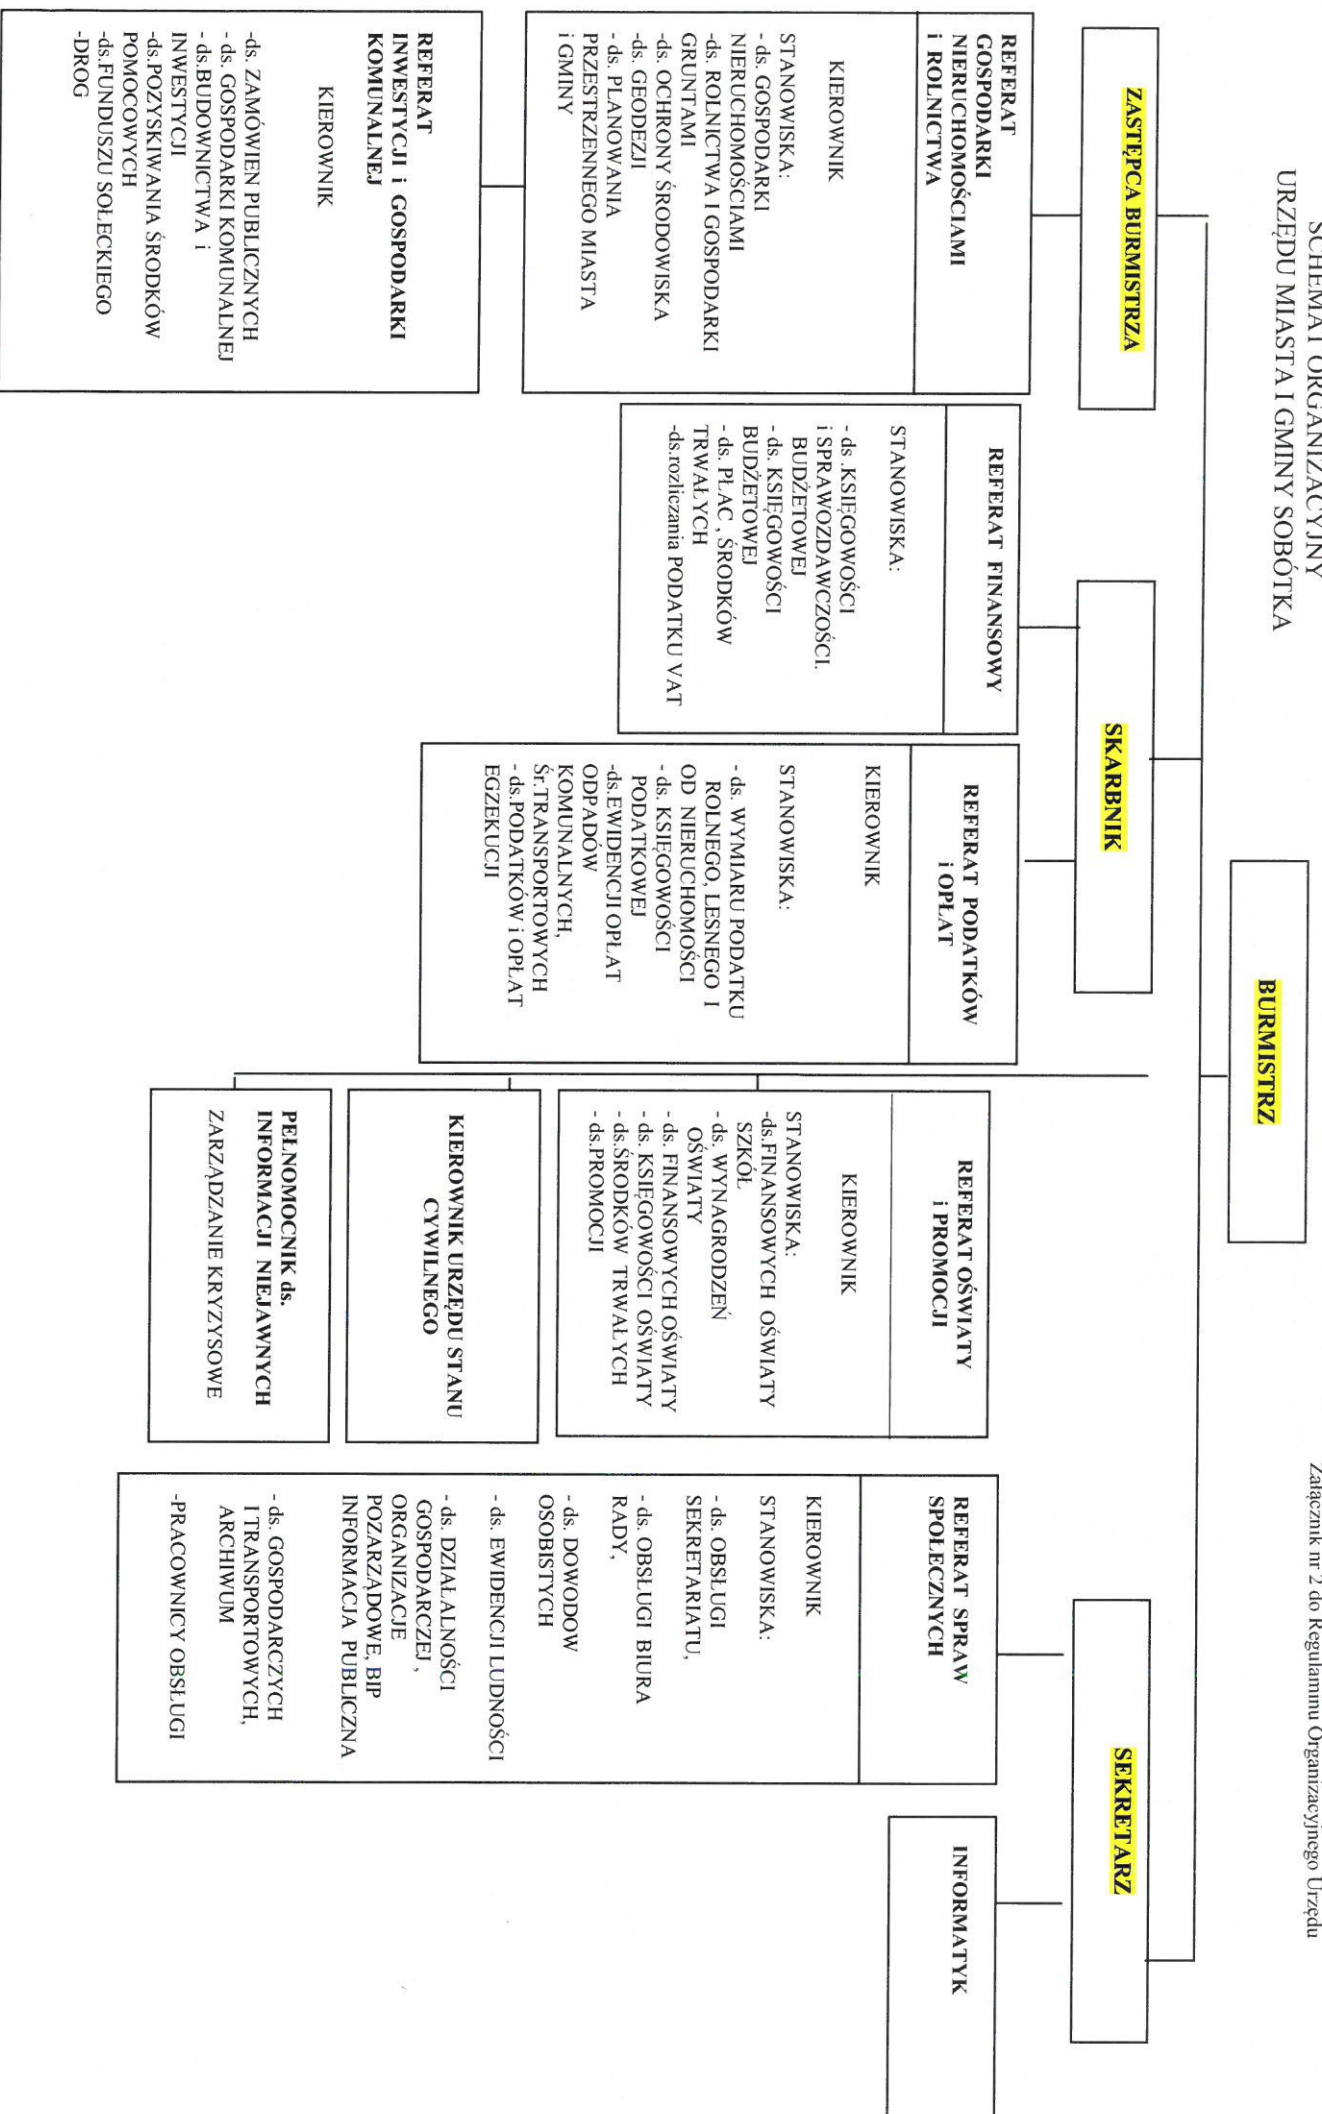 Załącznik nr 2 do Regulaminu Organizacyjnego Urzędu
SCHEMAT ORGANIZACYJNY
URZĘDU MIASTA I GMINY SOBÓTKA
BURMISTRZ
ZASTĘPCA BURMISTRZA
SKARBNIK
SEKRETARZ
REFERAT
GOSPODARKI
NIERUCHOMOŚCIAMI
i ROLNICTWA
KIEROWNIK
STANOWISKA:
- ds. GOSPODARKI
NIERUCHOMOŚCIAMI
-ds. ROLNICTWA I GOSPODARKI
GRUNTAMI
-ds. OCHRONY ŚRODOWISKA
-ds. GEODEZJI
- ds. PLANOWANIA
PRZESTRZENNEGO MIASTA
i GMINY
REFERAT
INWESTYCJI i GOSPODARKI
KOMUNALNEJ
KIEROWNIK
-ds. ZAMÓWIEN PUBLICZNYCH
- ds. GOSPODARKI KOMUNALNEJ
- ds.BUDOWNICTWA i
INWESTYCJI
-ds.POZYSKIWANIA ŚRODKÓW
POMOCOWYCH
-ds.FUNDUSZU SOŁECKIEGO
-DROG
REFERAT FINANSOWY
STANOWISKA:
- ds .KSIĘGOWOŚCI
i SPRAWOZDAWCZOŚCI.
BUDŻETOWEJ
- ds. KSIĘGOWOŚCI
BUDŻETOWEJ
- ds. PŁAC , ŚRODKÓW
TRWAŁYCH
-ds.rozliczania PODATKU VAT
REFERAT PODATKÓW
i OPŁAT
KIEROWNIK
STANOWISKA:
- ds. WYMIARU PODATKU
ROLNEGO, LESNEGO I
OD NIERUCHOMOŚCI
- ds. KSIĘGOWOŚCI
PODATKOWEJ
-ds.EWIDENCJI OPŁAT
ODPADÓW
KOMUNALNYCH,
Śr.TRANSPORTOWYCH
- ds.PODATKÓW i OPŁAT
EGZEKUCJI
REFERAT OŚWIATY
i PROMOCJI
KIEROWNIK
STANOWISKA:
-ds.FINANSOWYCH OŚWIATY
SZKÓŁ
- ds. WYNAGRODZEŃ
OŚWIATY
- ds. FINANSOWYCH OŚWIATY
- ds. KSIĘGOWOŚCI OŚWIATY
- ds.ŚRODKÓW TRWAŁYCH
- ds.PROMOCJI
KIEROWNIK URZĘDU STANU
CYWILNEGO
PEŁNOMOCNIK ds.
INFORMACJI NIEJAWNYCH
ZARZĄDZANIE KRYZYSOWE
REFERAT SPRAW
SPOŁECZNYCH
KIEROWNIK
STANOWISKA:
- ds. OBSŁUGI
SEKRETARIATU,
- ds. OBSŁUGI BIURA
RADY,
- ds. DOWODOW
OSOBISTYCH
- ds. EWIDENCJI LUDNOŚCI
- ds. DZIAŁALNOŚCI
GOSPODARCZEJ ,
ORGANIZACJE
POZARZĄDOWE, BIP
INFORMACJA PUBLICZNA
- ds. GOSPODARCZYCH
I TRANSPORTOWYCH,
ARCHIWUM
-PRACOWNICY OBSŁUGI
INFORMATYK